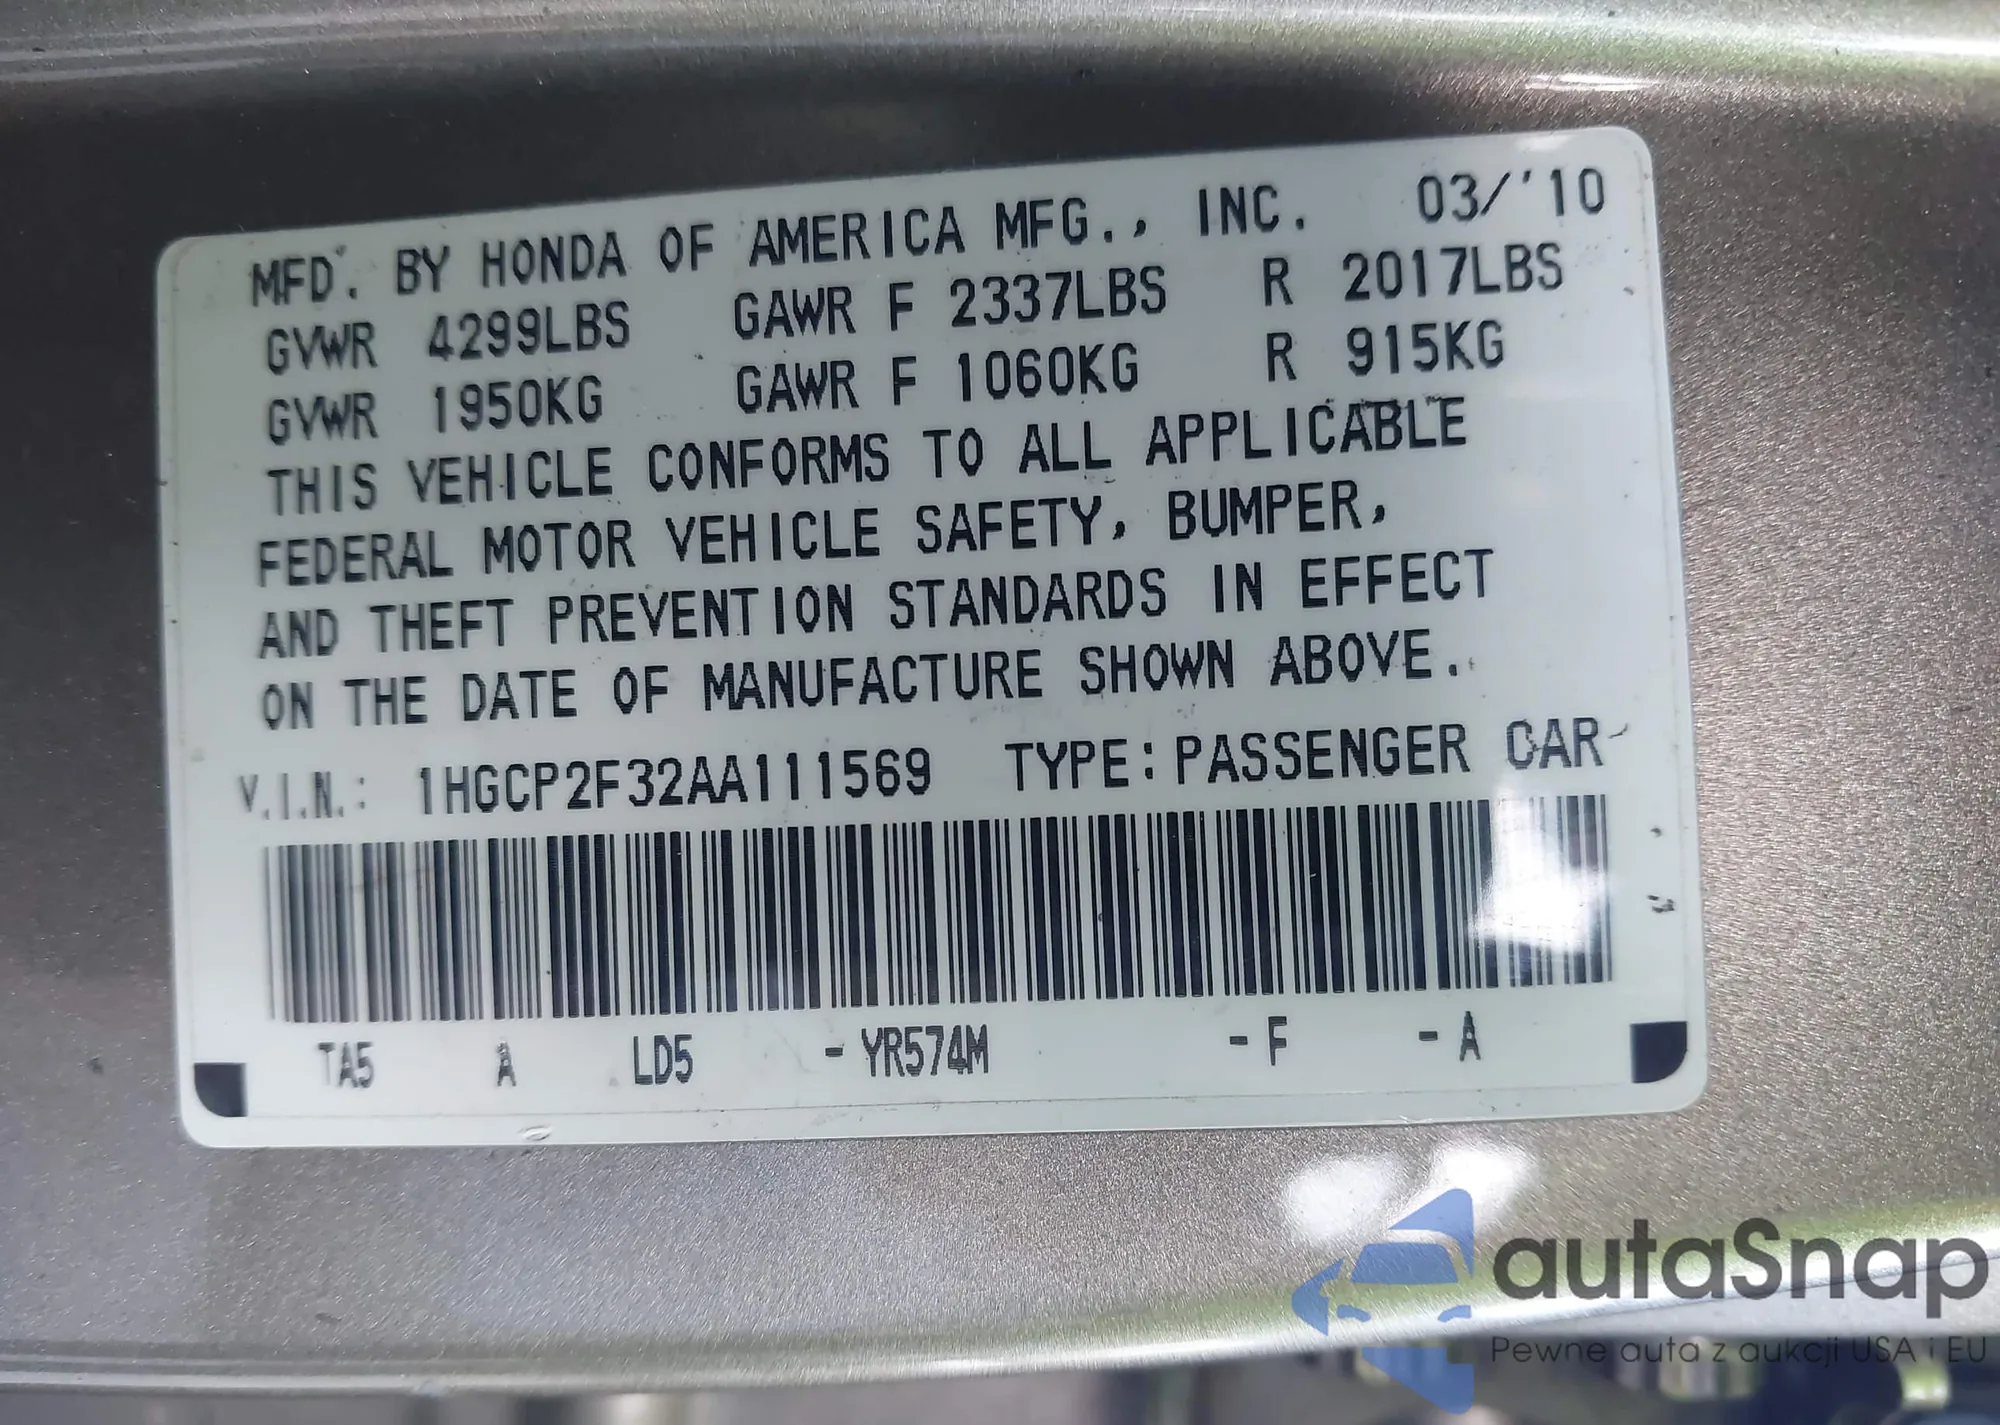 MFD. BY HONDA OF AMERICA MFG., INC. 03/'10
GVWR 4299LBS GAWR F 2337LBS R 2017LBS
GVWR 1950KG GAWR F 1060KG R 915KG
THIS VEHICLE CONFORMS TO ALL APPLICABLE
FEDERAL MOTOR VEHICLE SAFETY, BUMPER,
AND THEFT PREVENTION STANDARDS IN EFFECT
ON THE DATE OF MANUFACTURE SHOWN ABOVE.
V.I.N.: 1HGCP2F32AA111569 TYPE: PASSENGER CAR
TA5 A LD5 - YR574M - F - A
autaSnap
Pewne auta z aukcji USA i EU